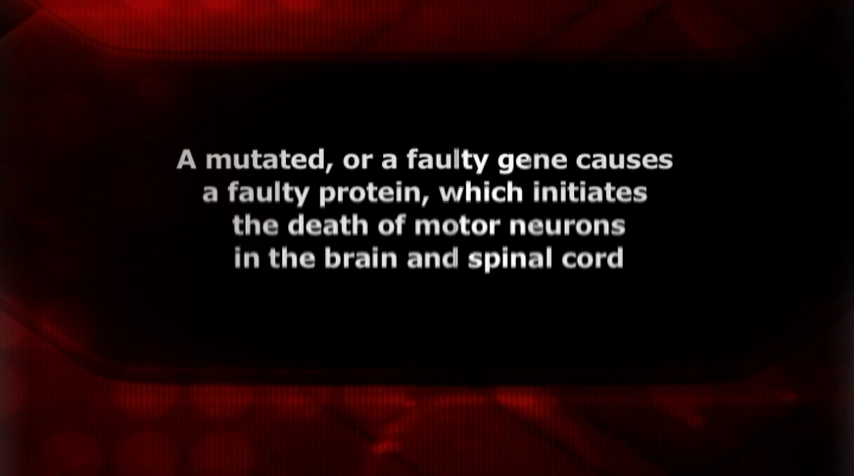 A mutated, or a faulty gene causes
a faulty protein, which initiates
the death of motor neurons
in the brain and spinal cord